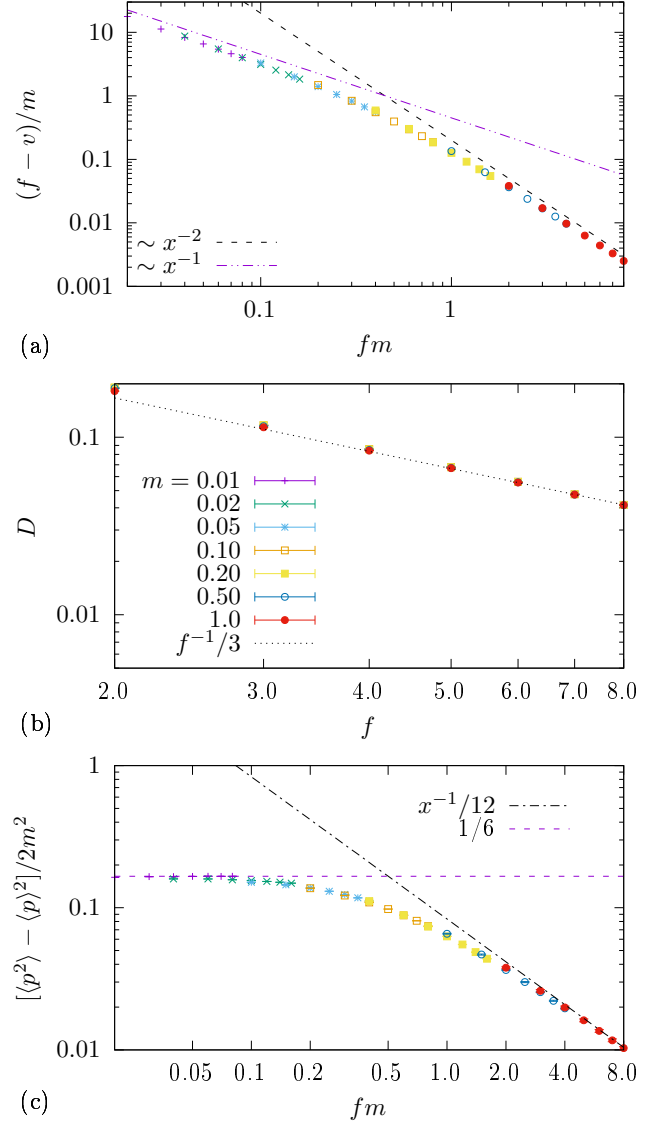 10
1
0.1
0.01
0.001
(f − v)/m
∼ x⁻²
∼ x⁻¹
0.1 1
(a)
fm
0.1
0.01
D
m = 0.01
0.02
0.05
0.10
0.20
0.50
1.0
f⁻¹/3
2.0 3.0 4.0 5.0 6.0 7.0 8.0
(b)
f
1
0.1
0.01
[⟨p²⟩ − ⟨p⟩²]/2m²
x⁻¹/12
1/6
0.05 0.1 0.2 0.5 1.0 2.0 4.0 8.0
(c)
fm